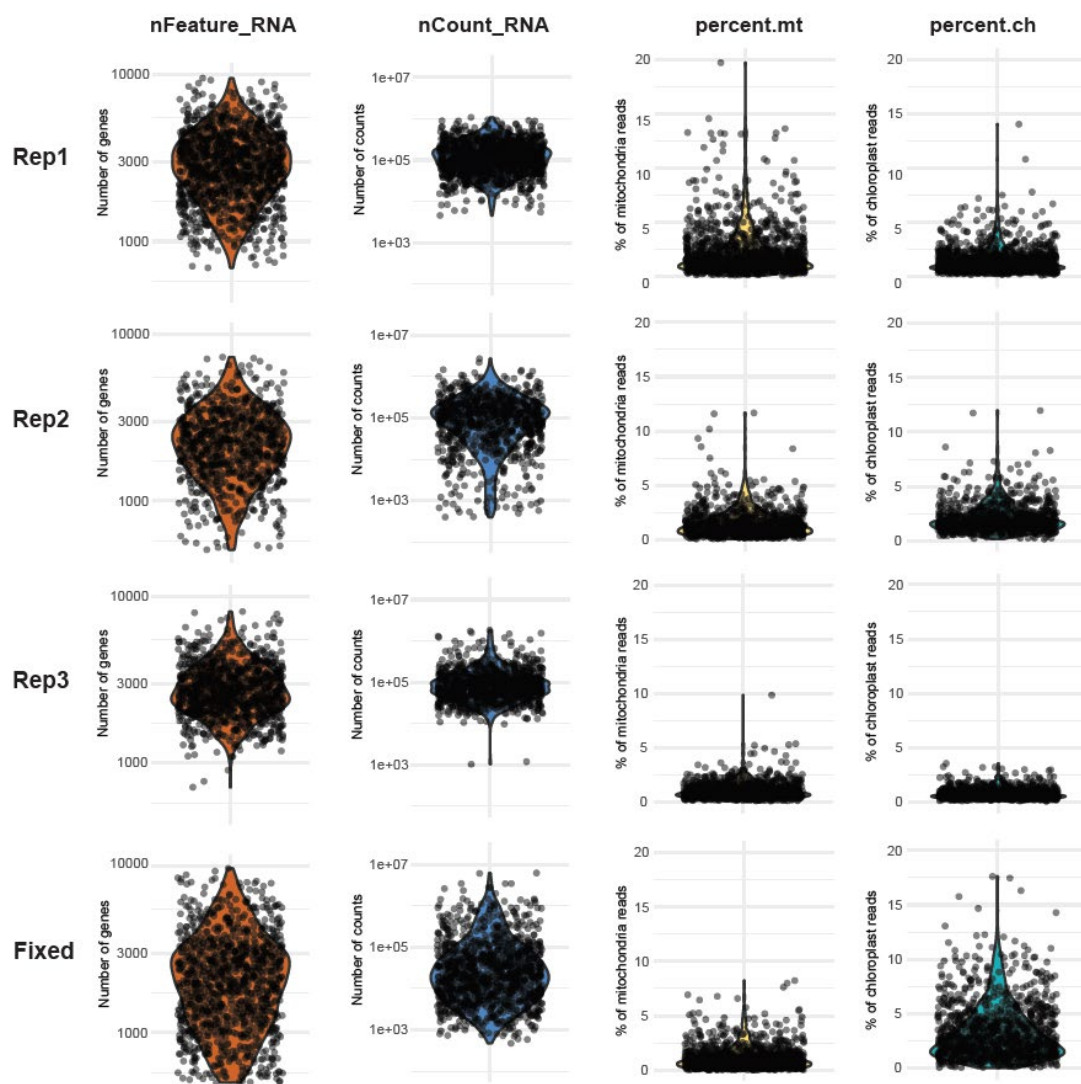 nFeature_RNA nCount_RNA percent.mt percent.ch
Rep1
Number of genes
10000
3000
1000
Number of counts
1e+07
1e+05
1e+03
% of mitochondria reads
20
15
10
5
0
% of chloroplast reads
20
15
10
5
0
Rep2
Number of genes
10000
3000
1000
Number of counts
1e+07
1e+05
1e+03
% of mitochondria reads
20
15
10
5
0
% of chloroplast reads
20
15
10
5
0
Rep3
Number of genes
10000
3000
1000
Number of counts
1e+07
1e+05
1e+03
% of mitochondria reads
20
15
10
5
0
% of chloroplast reads
20
15
10
5
0
Fixed
Number of genes
10000
3000
1000
Number of counts
1e+07
1e+05
1e+03
% of mitochondria reads
20
15
10
5
0
% of chloroplast reads
20
15
10
5
0